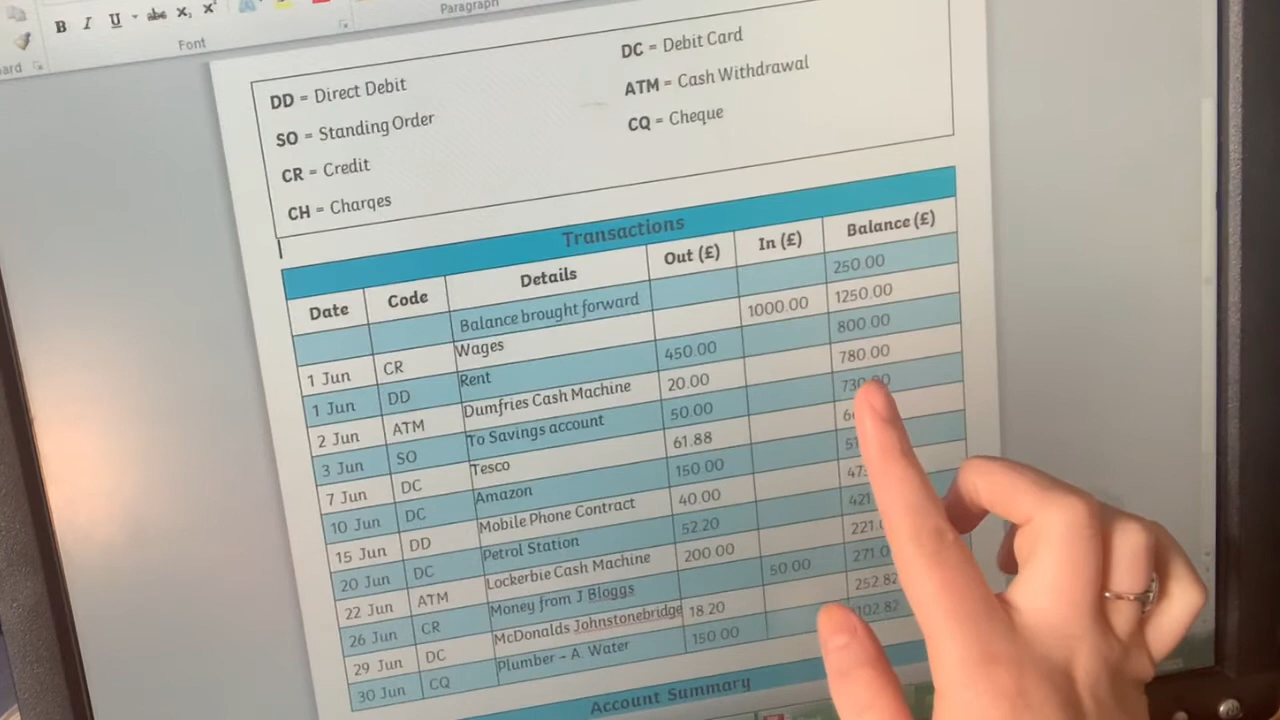 B I U abc X₂ X²
Font
Paragraph
DD = Direct Debit
SO = Standing Order
CR = Credit
CH = Charges
DC = Debit Card
ATM = Cash Withdrawal
CQ = Cheque
Transactions
Date Code Details Out (£) In (£) Balance (£)
Balance brought forward 250.00
1 Jun CR Wages 1000.00 1250.00
1 Jun DD Rent 450.00 800.00
2 Jun ATM Dumfries Cash Machine 20.00 780.00
3 Jun SO To Savings account 50.00 730.00
7 Jun DC Tesco 61.88
10 Jun DC Amazon 150.00
15 Jun DD Mobile Phone Contract 40.00
20 Jun DC Petrol Station 52.20 421
22 Jun ATM Lockerbie Cash Machine 200.00 221.
26 Jun CR Money from J Bloggs 50.00 271.0
29 Jun DC McDonalds Johnstonebridge 18.20 252.82
30 Jun CQ Plumber – A. Water 150.00 102.82
Account Summary